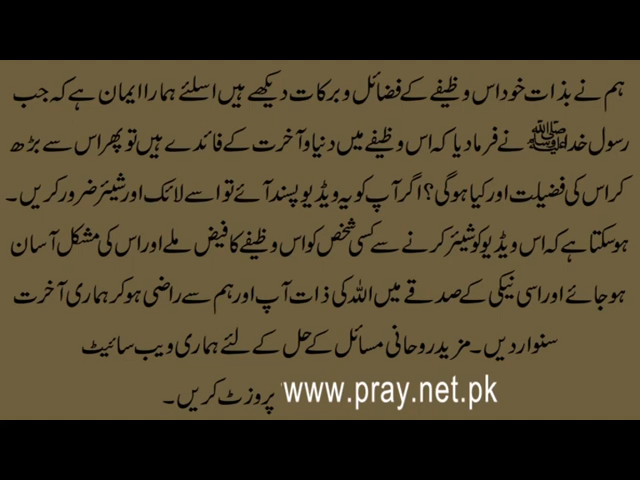 ہم نے بذات خود اس وظیفے کے فضائل و برکات دیکھے ہیں اسلئے ہمارا ایمان ہے کہ جب
رسول خدا ﷺ نے فرما دیا کہ اس وظیفے میں دنیا و آخرت کے فائدے ہیں تو پھر اس سے بڑھ
کر اس کی فضیلت اور کیا ہوگی؟ اگر آپ کو یہ ویڈیو پسند آئے تو اسے لائک اور شیئر ضرور کریں۔
ہوسکتا ہے کہ اس ویڈیو کو شیئر کرنے سے کسی شخص کو اس وظیفے کا فیض ملے اور اس کی مشکل آسان
ہو جائے اور اسی نیکی کے صدقے میں اللہ کی ذات آپ اور ہم سے راضی ہو کر ہماری آخرت
سنوار دیں۔ مزید روحانی مسائل کے حل کے لئے ہماری ویب سائیٹ
www.pray.net.pk پر وزٹ کریں۔